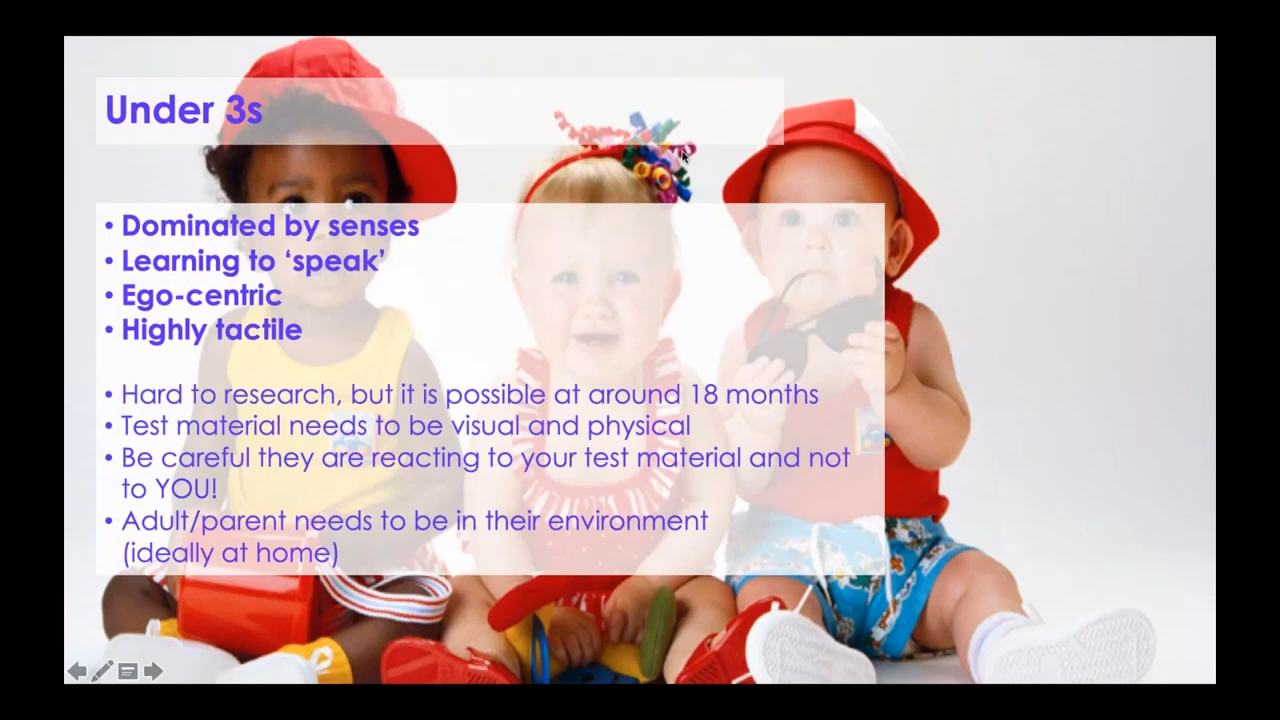 Under 3s
• Dominated by senses
• Learning to ‘speak’
• Ego-centric
• Highly tactile
• Hard to research, but it is possible at around 18 months
• Test material needs to be visual and physical
• Be careful they are reacting to your test material and not
to YOU!
• Adult/parent needs to be in their environment
(ideally at home)